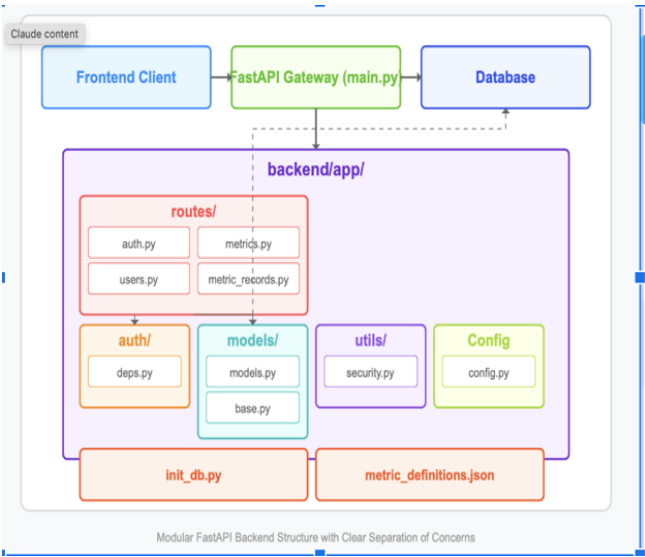 Claude content
Frontend Client
FastAPI Gateway (main.py)
Database
backend/app/
routes/
auth.py
metrics.py
users.py
metric_records.py
auth/
models/
utils/
Config
deps.py
models.py
security.py
config.py
base.py
init_db.py
metric_definitions.json
Modular FastAPI Backend Structure with Clear Separation of Concerns